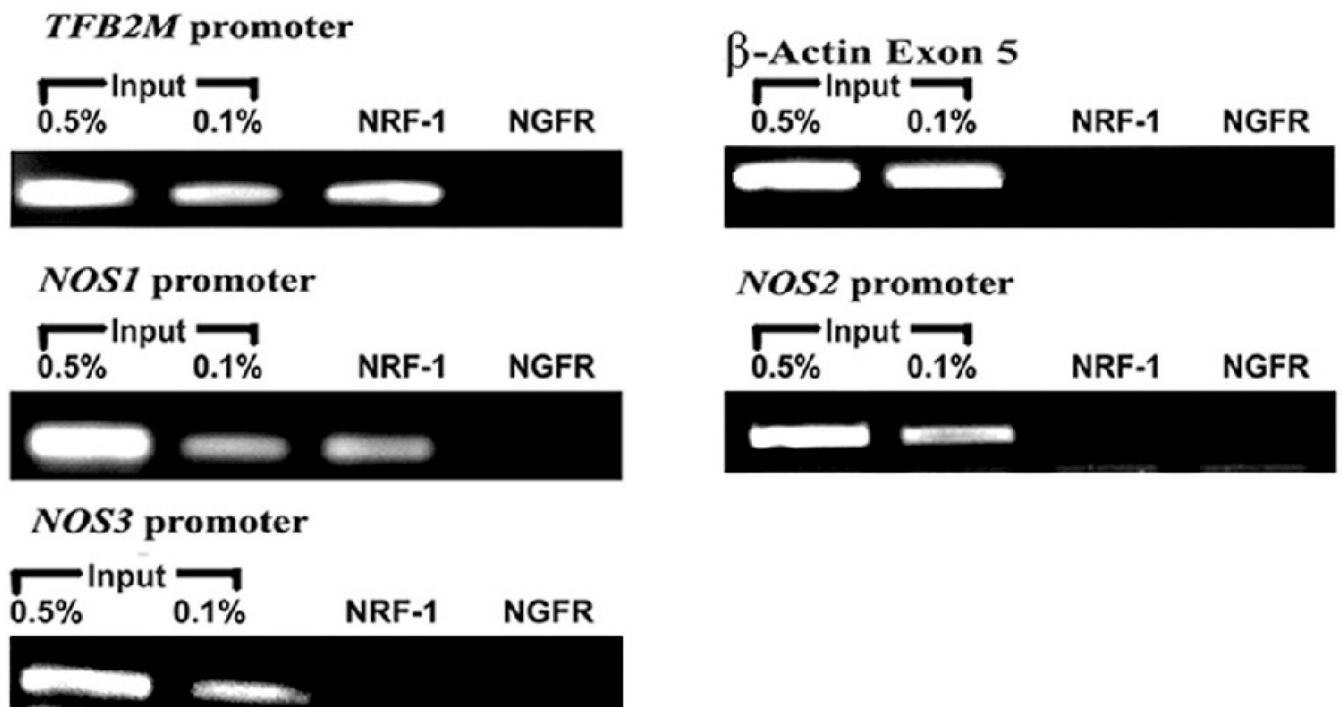 TFB2M promoter
Input
0.5% 0.1% NRF-1 NGFR
β-Actin Exon 5
Input
0.5% 0.1% NRF-1 NGFR
NOS1 promoter
Input
0.5% 0.1% NRF-1 NGFR
NOS2 promoter
Input
0.5% 0.1% NRF-1 NGFR
NOS3 promoter
Input
0.5% 0.1% NRF-1 NGFR